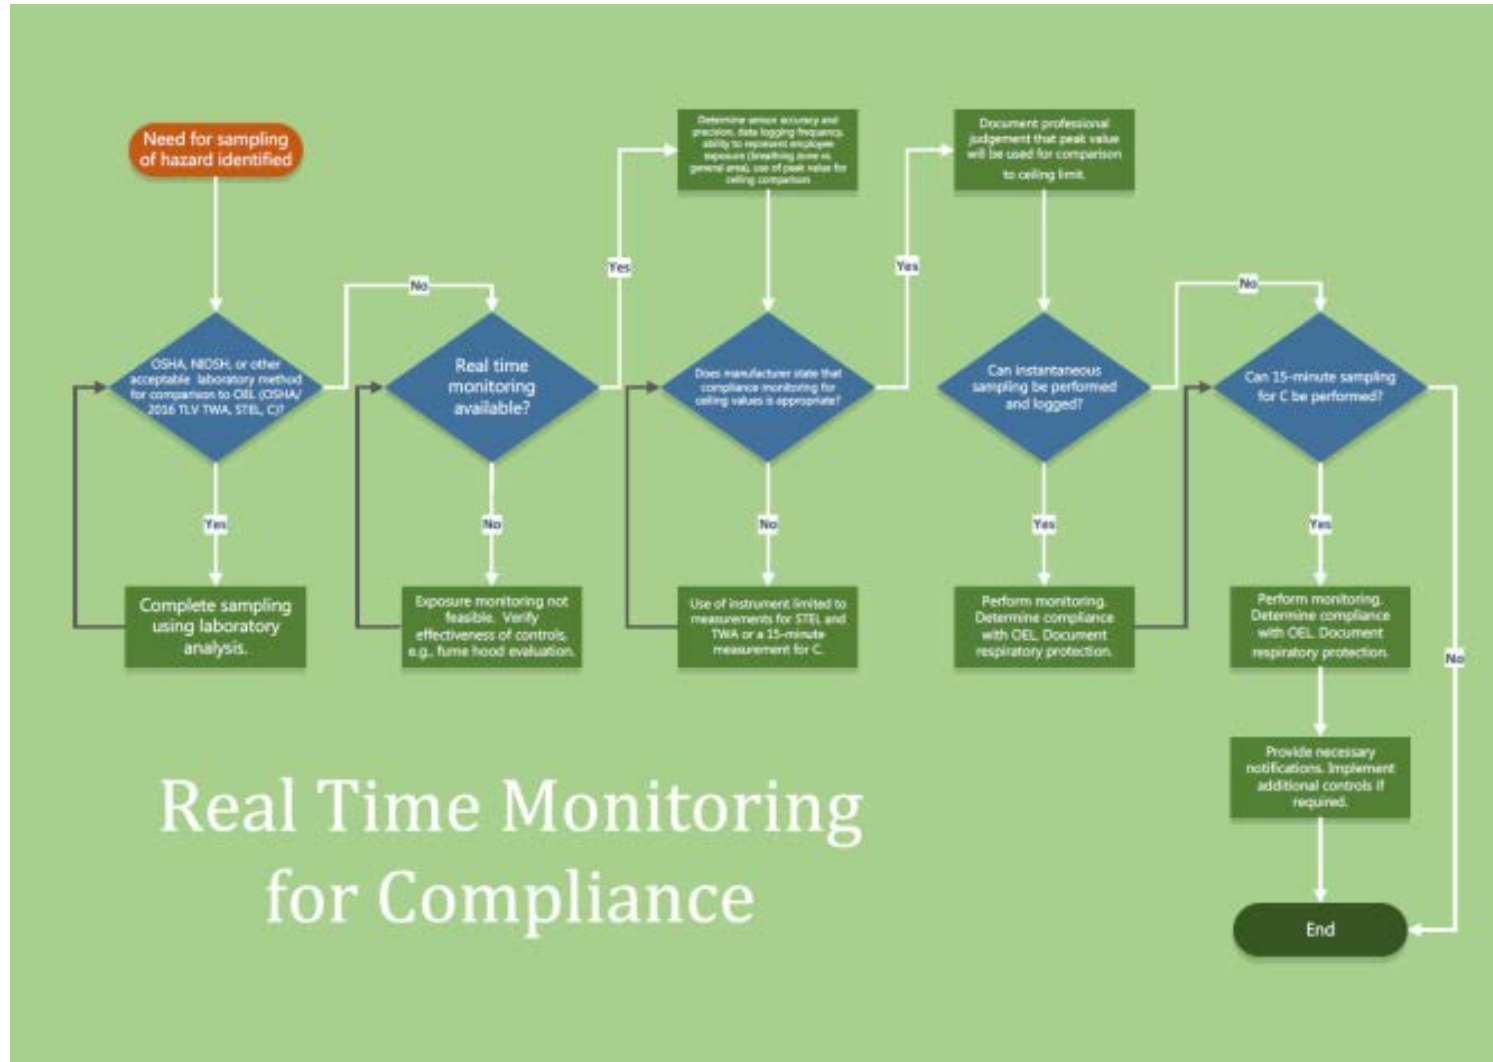 Need for sampling
of hazard identified
OSHA, NIOSH, or other
acceptable laboratory method
for comparison to OEL (OSHA/
2016 TLV TWA, STEL, C)?
Yes
Complete sampling
using laboratory
analysis.
No
Real time
monitoring
available?
No
Exposure monitoring not
feasible. Verify
effectiveness of controls,
e.g., fume hood evaluation.
Yes
Determine sensor accuracy and
precision, data logging frequency,
ability to represent employee
exposure (breathing zone vs.
general area), use of peak value for
ceiling comparison
Does manufacturer state that
compliance monitoring for
ceiling values is appropriate?
No
Use of instrument limited to
measurements for STEL and
TWA or a 15-minute
measurement for C.
Yes
Document professional
judgement that peak value
will be used for comparison
to ceiling limit.
Can instantaneous
sampling be performed
and logged?
Yes
Perform monitoring.
Determine compliance
with OEL. Document
respiratory protection.
No
Can 15-minute sampling
for C be performed?
Yes
Perform monitoring.
Determine compliance
with OEL. Document
respiratory protection.
No
Provide necessary
notifications. Implement
additional controls if
required.
End
Real Time Monitoring
for Compliance